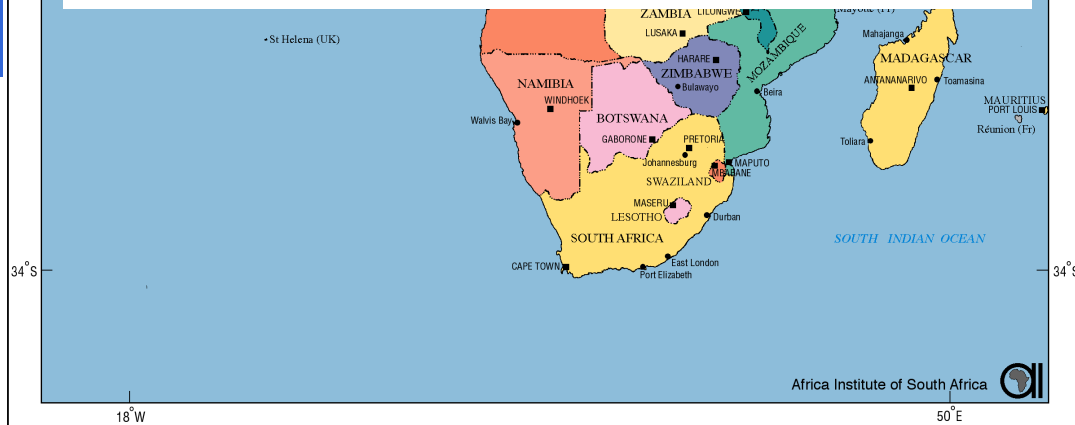 ZAMBIA
LILONGWE
Mayotte (Fr)
St Helena (UK)
LUSAKA
Mahajanga
MOZAMBIQUE
HARARE
MADAGASCAR
ZIMBABWE
ANTANANARIVO
Toamasina
NAMIBIA
Bulawayo
Beira
WINDHOEK
MAURITIUS
PORT LOUIS
Walvis Bay
BOTSWANA
Réunion (Fr)
GABORONE
PRETORIA
Toliara
Johannesburg
MAPUTO
MBABANE
SWAZILAND
MASERU
LESOTHO
Durban
SOUTH AFRICA
SOUTH INDIAN OCEAN
CAPE TOWN
East London
Port Elizabeth
34°S
34°S
Africa Institute of South Africa
aI
18°W
50°E